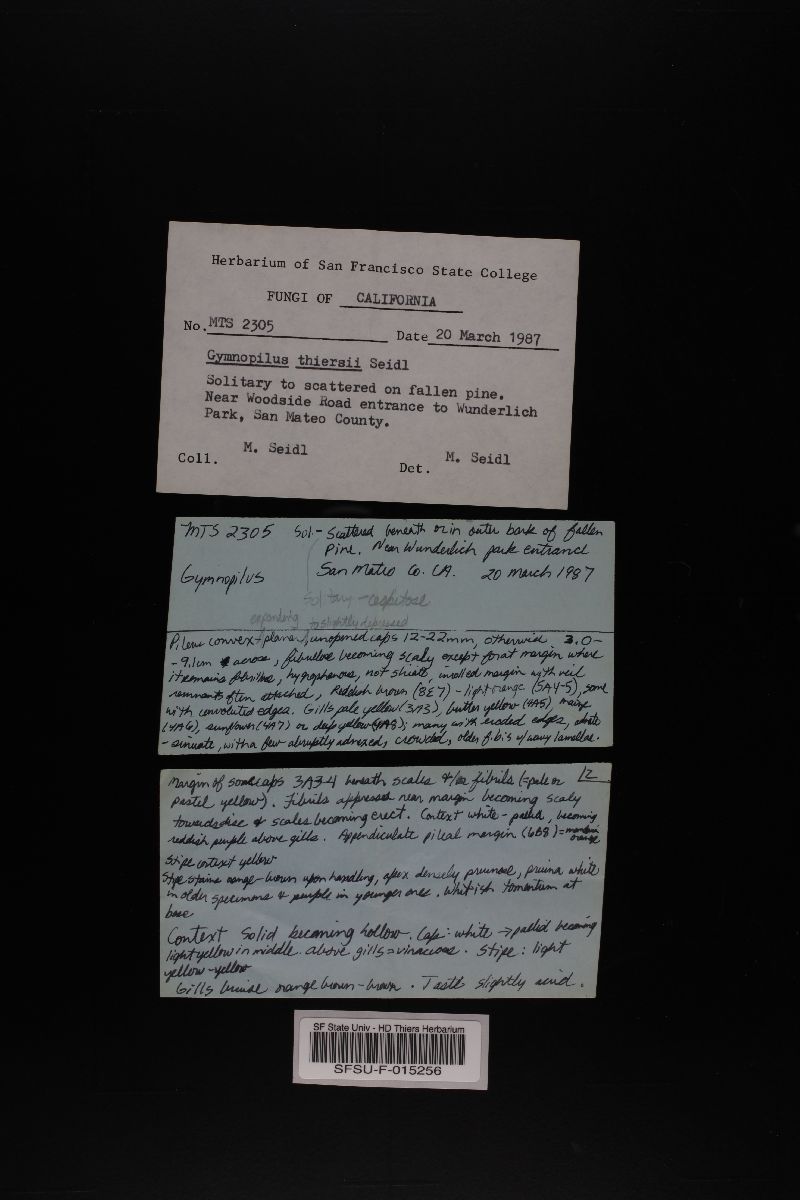 Herbarium of San Francisco State College
FUNGI OF CALIFORNIA
No. MTS 2305 Date 20 March 1987
Gymnopilus thiersii Seidl
Solitary to scattered on fallen pine.
Near Woodside Road entrance to Wunderlich
Park, San Mateo County.
Coll. M. Seidl Det. M. Seidl
MTS 2305 Sol.- Scattered beneath or in outer bark of fallen
Pine. Near Wunderlich park entrance
Gymnopilus San Mateo Co. CA. 20 March 1987
Solitary - cespitose
expanding to slightly depressed
Pileus convex + planar, unopened caps 12-22mm, otherwise 3.0-
-9.1cm across, fibrillose becoming scaly except for at margin where
it remains fibrillose, hygrophanous, not striate, inrolled margin with veil
remnants often attached, Reddish brown (8E7) - light orange (5A4-5), some
with convoluted edges. Gills pale yellow (3A3), butter yellow (4A5), maize
(4A6), sunflower (4A7) or deep yellow (4A8); many with eroded edges, adnate
-sinuate, with a few abruptly adnexed, crowded, older f.b.'s w/ wavy lamellae.
Margin of some caps 3A3-4 beneath scales &/or fibrils (=pale or 12
pastel yellow). Fibrils appressed near margin becoming scaly
towards disc & scales becoming erect. Context white - pallid, becoming
reddish purple above gills. Appendiculate pileal margin (6B8) = mandarin orange
Stipe context yellow
Stipe stains orange-brown upon handling, apex densely pruinose, pruina white
in older specimens & purple in younger ones. Whitish tomentum at
base
Context solid becoming hollow. Cap: white → pallid becoming
light yellow in middle. above gills = vinaceous. Stipe: light
yellow - yellow
Gills bruise orange brown - brown. Taste slightly acrid.
SF State Univ - HD Thiers Herbarium
SFSU-F-015256